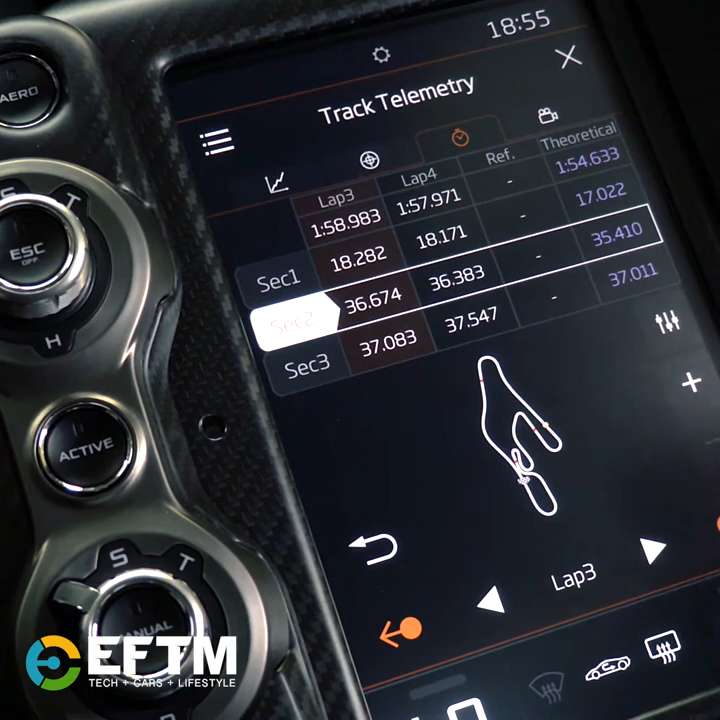 18:55
Track Telemetry
Lap3 Lap4 Ref. Theoretical
1:58.983 1:57.971 - 1:54.633
18.282 18.171 - 17.022
Sec1
36.674 36.383 - 35.410
Sec2
37.083 37.547 - 37.011
Sec3
Lap3
AERO
S T
ESC
OFF
H
ACTIVE
S T
MANUAL
EFTM
TECH + CARS + LIFESTYLE